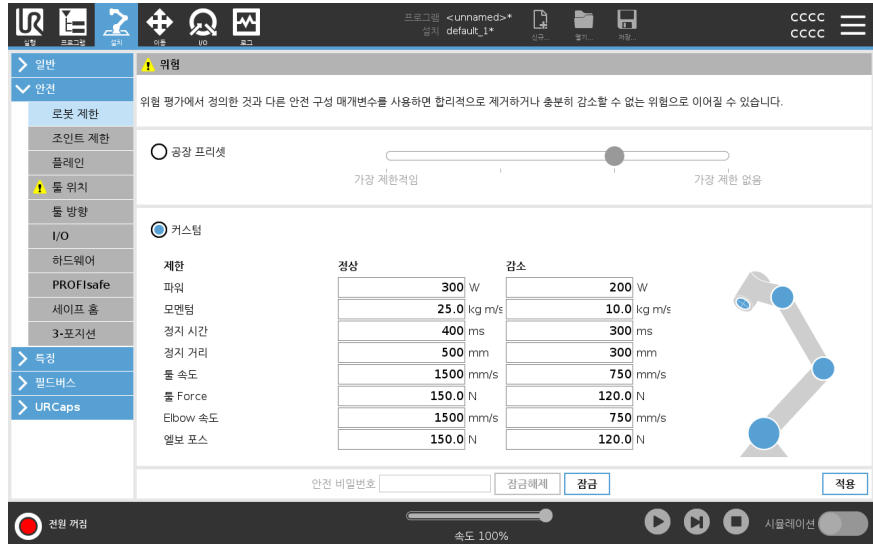 UR
프로그램 <unnamed>*
설치 default_1*
cccc
cccc
실행
프로그램
설치
이동
I/O
로그
신규...
열기...
저장...
일반
안전
로봇 제한
조인트 제한
플레인
툴 위치
툴 방향
I/O
하드웨어
PROFIsafe
세이프 홈
3-포지션
특징
필드버스
URCaps
위험
위험 평가에서 정의한 것과 다른 안전 구성 매개변수를 사용하면 합리적으로 제거하거나 충분히 감소할 수 없는 위험으로 이어질 수 있습니다.
공장 프리셋
가장 제한적임 가장 제한 없음
커스텀
제한 정상 감소
파워 300 W 200 W
모멘텀 25.0 kg m/s 10.0 kg m/s
정지 시간 400 ms 300 ms
정지 거리 500 mm 300 mm
툴 속도 1500 mm/s 750 mm/s
툴 Force 150.0 N 120.0 N
Elbow 속도 1500 mm/s 750 mm/s
엘보 포스 150.0 N 120.0 N
안전 비밀번호 잠금해제 잠금 적용
전원 꺼짐
속도 100%
시뮬레이션